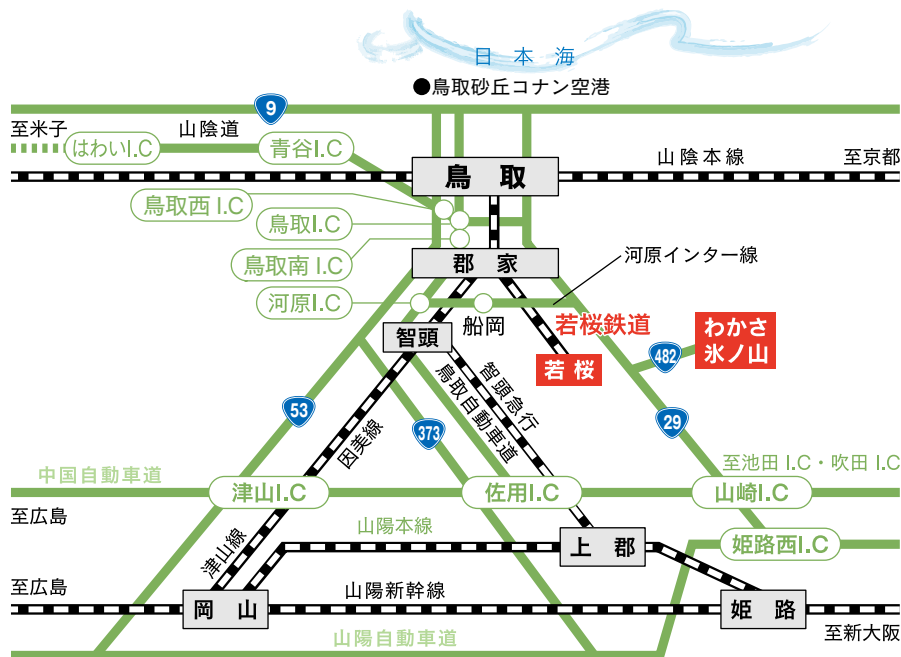 日本海
●鳥取砂丘コナン空港
9
至米子
山陰道
はわいI.C
青谷I.C
山陰本線
至京都
鳥取
鳥取西I.C
鳥取I.C
鳥取南I.C
郡家
河原インター線
河原I.C
船岡
若桜鉄道
わかさ
氷ノ山
智頭
482
若桜
智頭急行
鳥取自動車道
53
373
29
因美線
中国自動車道
至池田I.C・吹田I.C
津山I.C
佐用I.C
山崎I.C
至広島
山陽本線
津山線
上郡
姫路西I.C
至広島
山陽新幹線
岡山
姫路
山陽自動車道
至新大阪